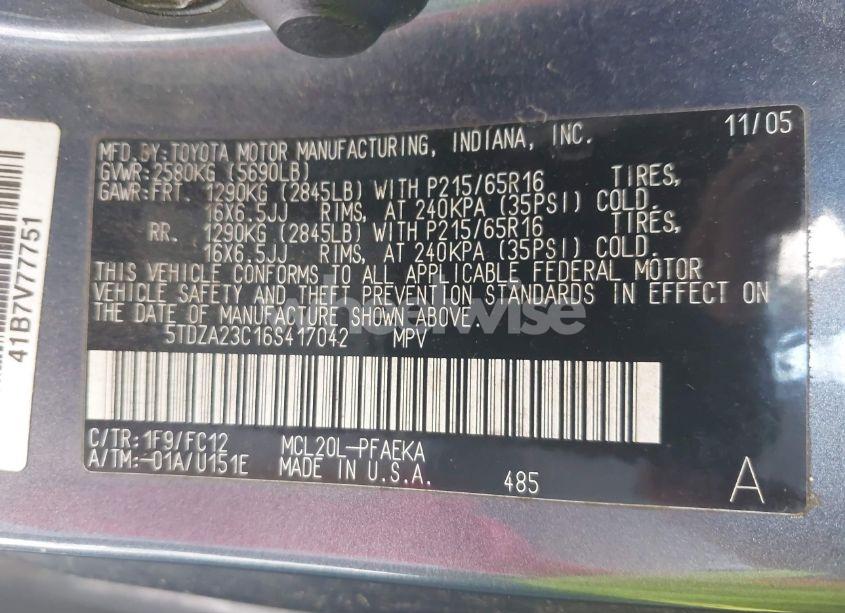 MFD.BY:TOYOTA MOTOR MANUFACTURING, INDIANA, INC. 11/05
GVWR:2580KG (5690LB)
GAWR:FRT. 1290KG (2845LB) WITH P215/65R16 TIRES,
16X6.5JJ RIMS, AT 240KPA (35PSI) COLD.
RR. 1290KG (2845LB) WITH P215/65R16 TIRES,
16X6.5JJ RIMS, AT 240KPA (35PSI) COLD.
THIS VEHICLE CONFORMS TO ALL APPLICABLE FEDERAL MOTOR
VEHICLE SAFETY AND THEFT PREVENTION STANDARDS IN EFFECT ON
THE DATE OF MANUFACTURE SHOWN ABOVE.
5TDZA23C16S417042 MPV
C/TR:1F9/FC12 MCL20L-PFAEKA
A/TM:-01A/U151E MADE IN U.S.A. 485 A
41B7V77751
wheelwise